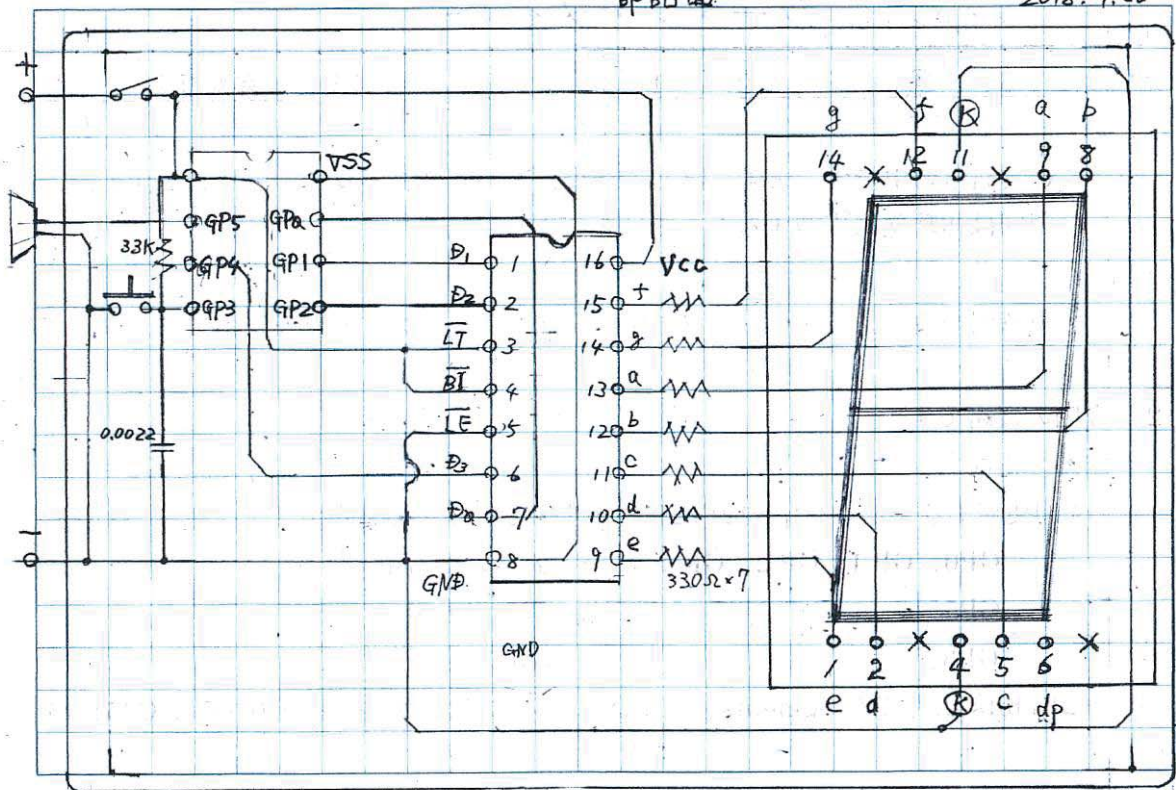 +
g f Ⓚ a b
14 × 12 11 × 9 8
VSS
GP5 GP0
33K
GP4 GP1
GP3 GP2
D1 1 16 Vcc
D2 2 15 f
LT 3 14 g
BI 4 13 a
LE 5 12 b
D3 6 11 c
D0 7 10 d
8 9 e
0.0022
−
GND
330Ω×7
GND
1 2 × 4 5 6 ×
e d Ⓚ c dp